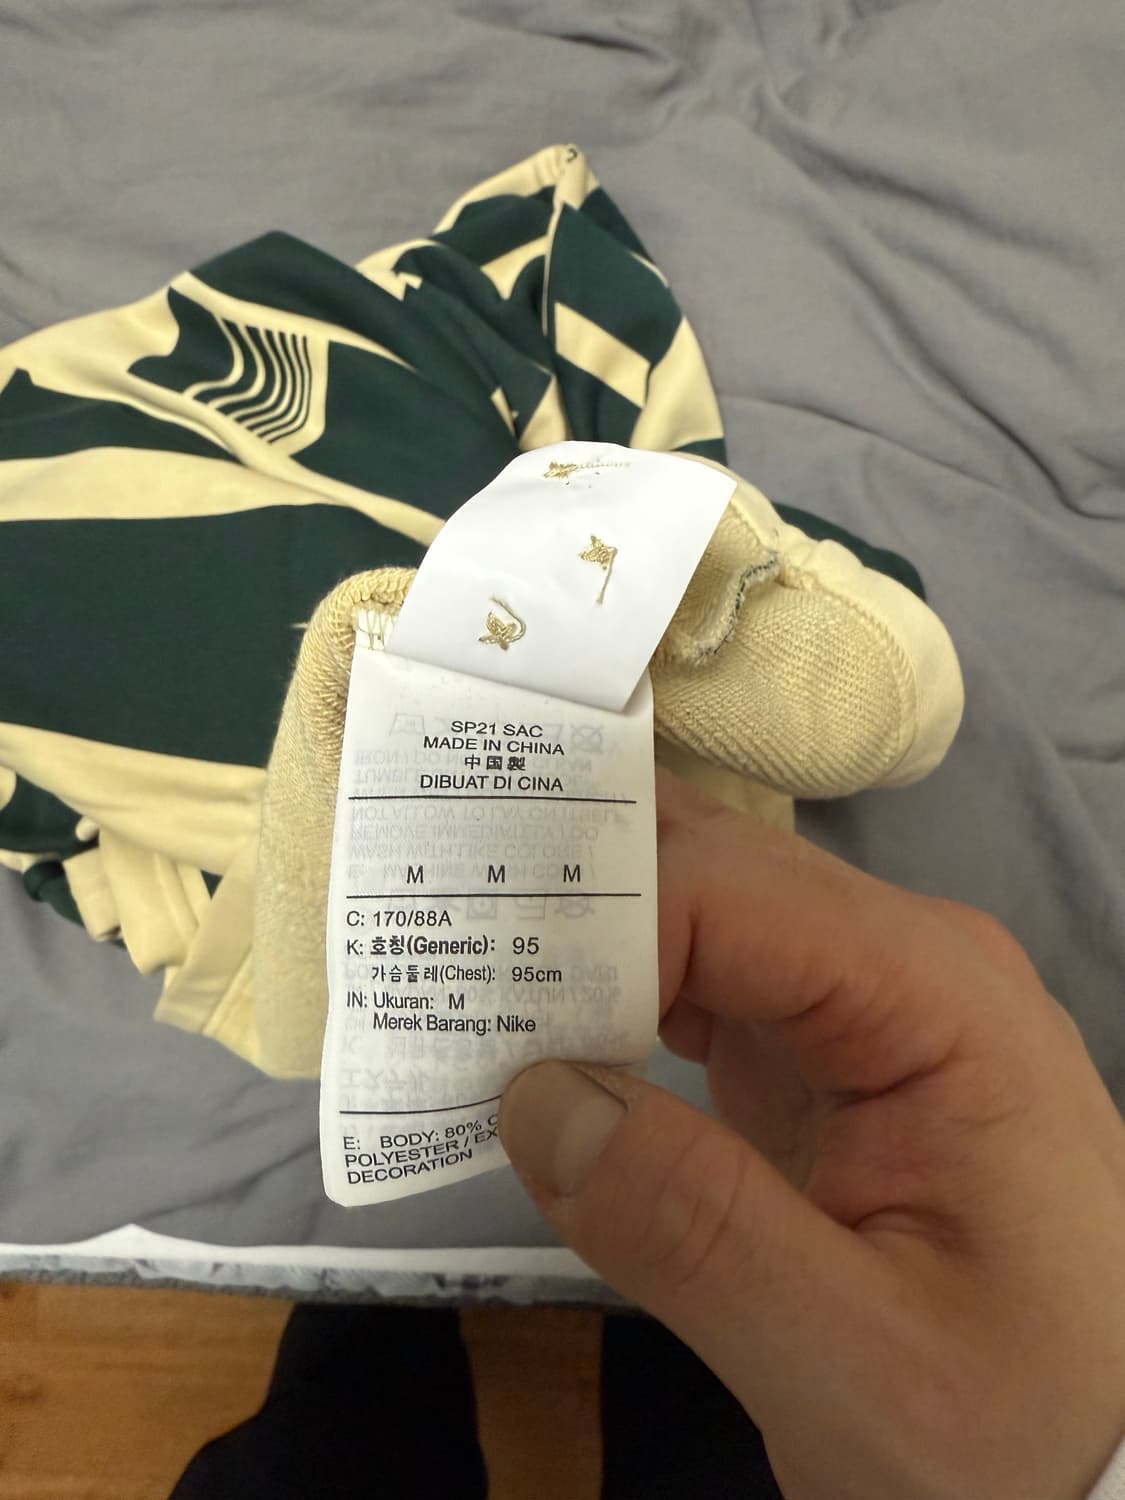 SP21 SAC
MADE IN CHINA
中国製
DIBUAT DI CINA
M M M
C: 170/88A
K: 호칭(Generic): 95
가슴둘레(Chest): 95cm
IN: Ukuran: M
Merek Barang: Nike
E: BODY: 80%
POLYESTER /
DECORATION